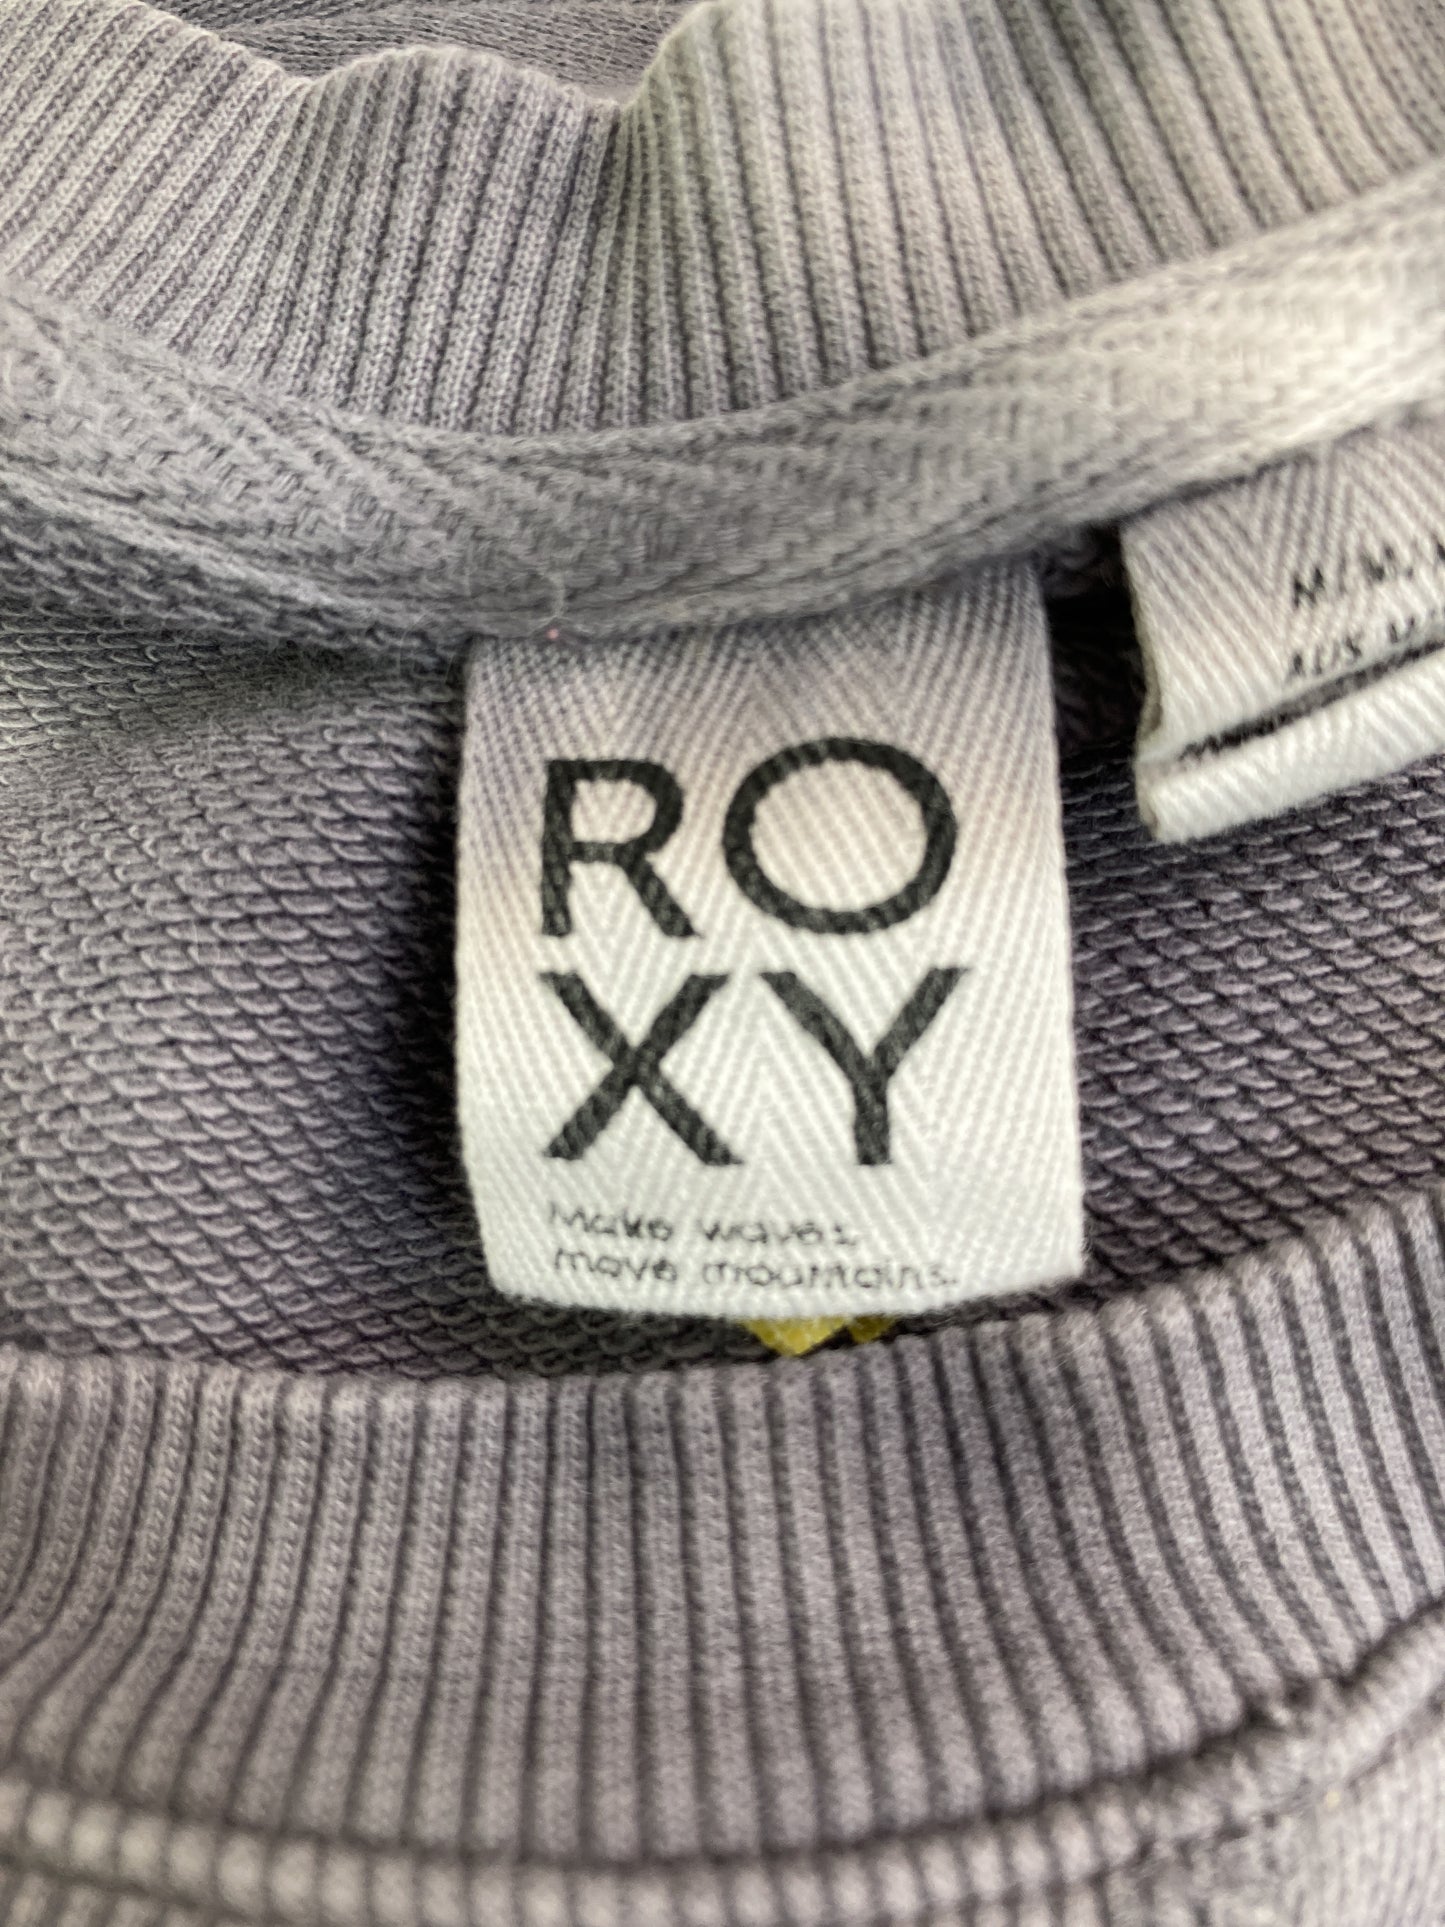 RO
XY
Make waves,
move mountains.